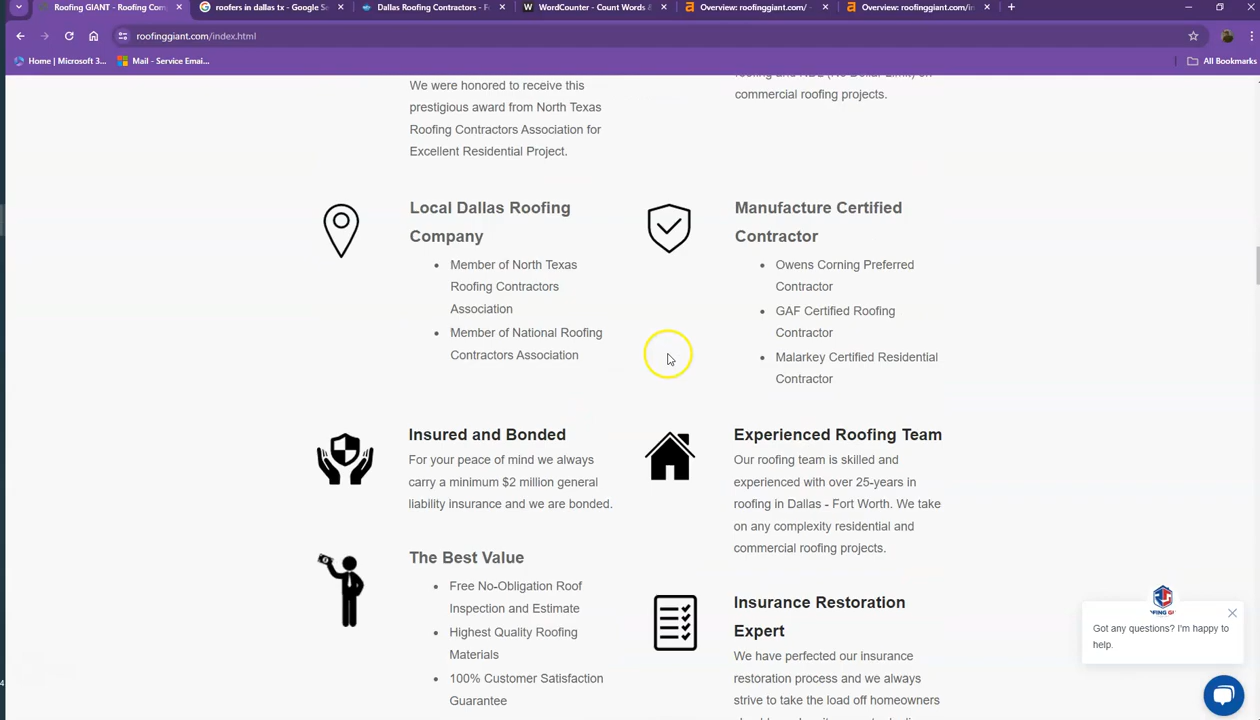 Roofing GIANT - Roofing Com
roofers in dallas tx - Google Se
Dallas Roofing Contractors - F
WordCounter - Count Words &
Overview: roofinggiant.com/ -
Overview: roofinggiant.com/in
roofinggiant.com/index.html
Home | Microsoft 3...
Mail - Service Emai...
All Bookmarks
We were honored to receive this
prestigious award from North Texas
Roofing Contractors Association for
Excellent Residential Project.
roofing and NDL (No Dollar Limit) on
commercial roofing projects.
Local Dallas Roofing
Company
• Member of North Texas
Roofing Contractors
Association
• Member of National Roofing
Contractors Association
Manufacture Certified
Contractor
• Owens Corning Preferred
Contractor
• GAF Certified Roofing
Contractor
• Malarkey Certified Residential
Contractor
Insured and Bonded
For your peace of mind we always
carry a minimum $2 million general
liability insurance and we are bonded.
Experienced Roofing Team
Our roofing team is skilled and
experienced with over 25-years in
roofing in Dallas - Fort Worth. We take
on any complexity residential and
commercial roofing projects.
The Best Value
• Free No-Obligation Roof
Inspection and Estimate
• Highest Quality Roofing
Materials
• 100% Customer Satisfaction
Guarantee
Insurance Restoration
Expert
We have perfected our insurance
restoration process and we always
strive to take the load off homeowners
Got any questions? I'm happy to
help.